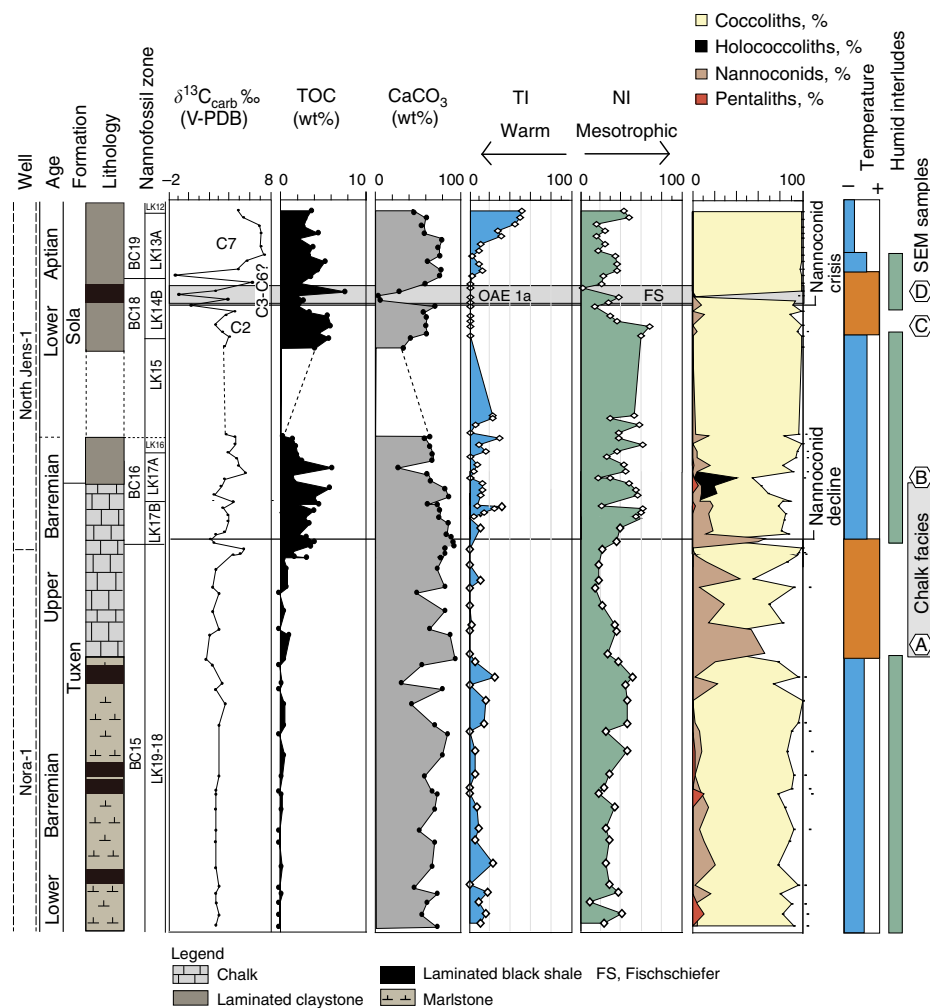 Coccoliths, %
Holococcoliths, %
Nannoconids, %
Pentaliths, %
Well
Age
Formation
Lithology
Nannofossil zone
δ13Ccarb ‰
(V-PDB)
TOC
(wt%)
CaCO3
(wt%)
TI
Warm
NI
Mesotrophic
Temperature
Humid interludes
SEM samples
–2 8 0 10 0 100 10 0 0 100 0 100 – +
North Jens-1
Nora-1
Aptian
Lower
Barremian
Upper
Barremian
Lower
Sola
Tuxen
BC19
BC18
BC16
BC15
LK12
LK13A
LK14B
LK15
LK16
LK17A
LK17B
LK19-18
C7
C3-C6?
C2
OAE 1a
FS
Nannoconid
crisis
Nannoconid
decline
D
C
B
Chalk facies
A
Legend
Chalk
Laminated black shale
FS, Fischschiefer
Laminated claystone
Marlstone